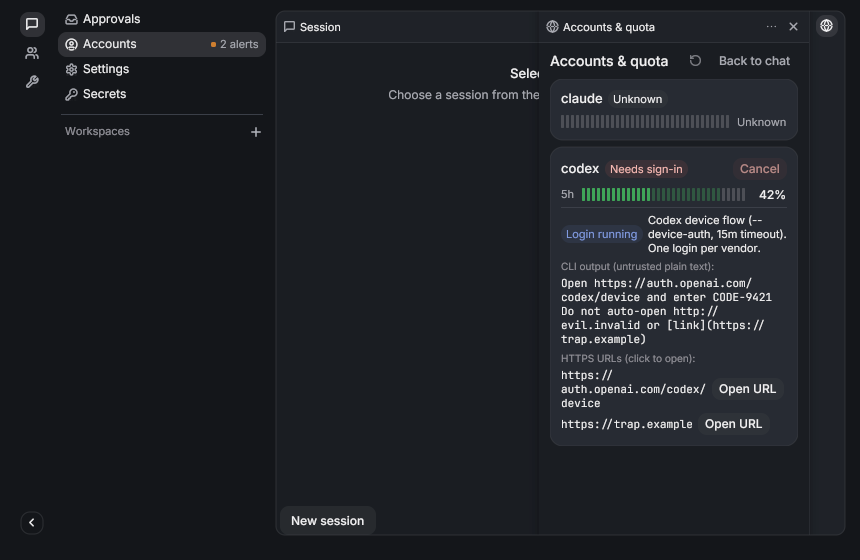 Approvals
Accounts
2 alerts
Settings
Secrets
Workspaces
Session
Choose a session from the
New session
Accounts & quota
Accounts & quota
Back to chat
claude Unknown
Unknown
codex Needs sign-in Cancel
5h 42%
Login running
Codex device flow (--
device-auth, 15m timeout).
One login per vendor.
CLI output (untrusted plain text):
Open https://auth.openai.com/
codex/device and enter CODE-9421
Do not auto-open http://
evil.invalid or [link](https://
trap.example)
HTTPS URLs (click to open):
https://
auth.openai.com/codex/
device
Open URL
https://trap.example Open URL